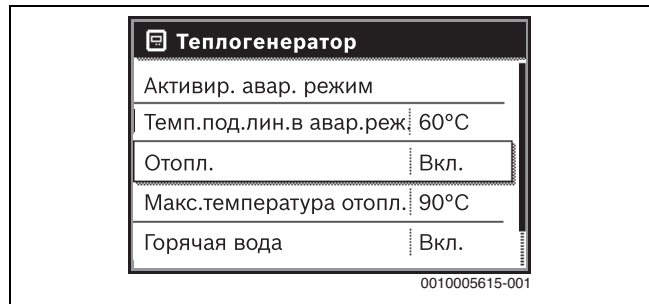 Теплогенератор
Активир. авар. режим
Темп.под.лин.в авар.реж. 60°C
Отопл. Вкл.
Макс.температура отопл. 90°C
Горячая вода Вкл.
0010005615-001